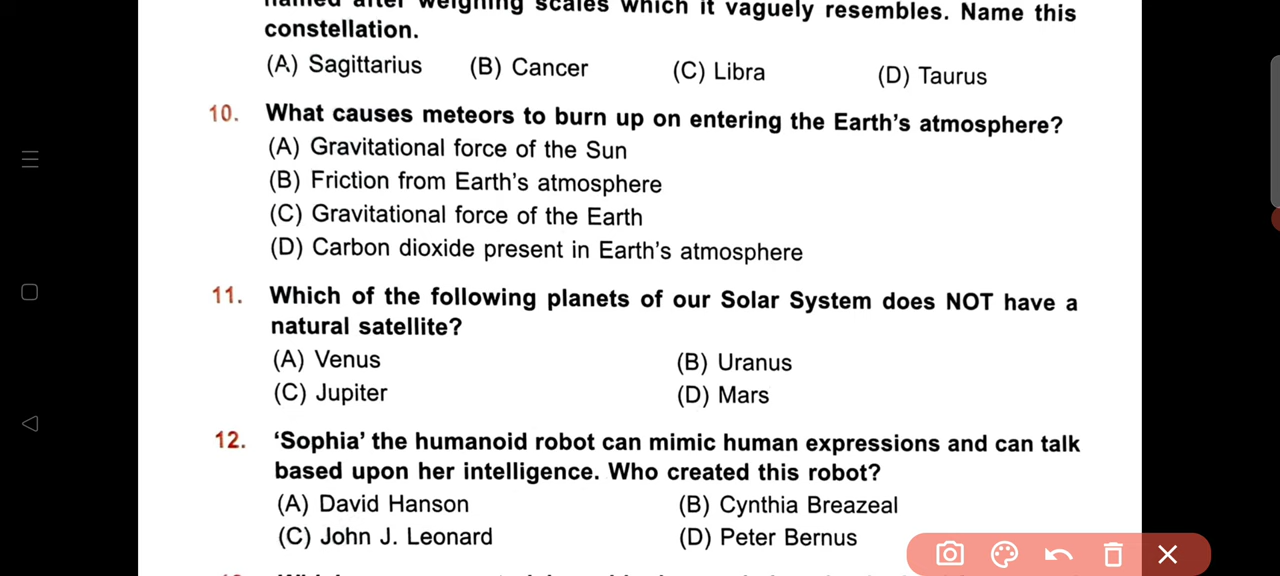 named after weighing scales which it vaguely resembles. Name this
constellation.
(A) Sagittarius (B) Cancer (C) Libra (D) Taurus
10. What causes meteors to burn up on entering the Earth's atmosphere?
(A) Gravitational force of the Sun
(B) Friction from Earth's atmosphere
(C) Gravitational force of the Earth
(D) Carbon dioxide present in Earth's atmosphere
11. Which of the following planets of our Solar System does NOT have a
natural satellite?
(A) Venus (B) Uranus
(C) Jupiter (D) Mars
12. 'Sophia' the humanoid robot can mimic human expressions and can talk
based upon her intelligence. Who created this robot?
(A) David Hanson (B) Cynthia Breazeal
(C) John J. Leonard (D) Peter Bernus